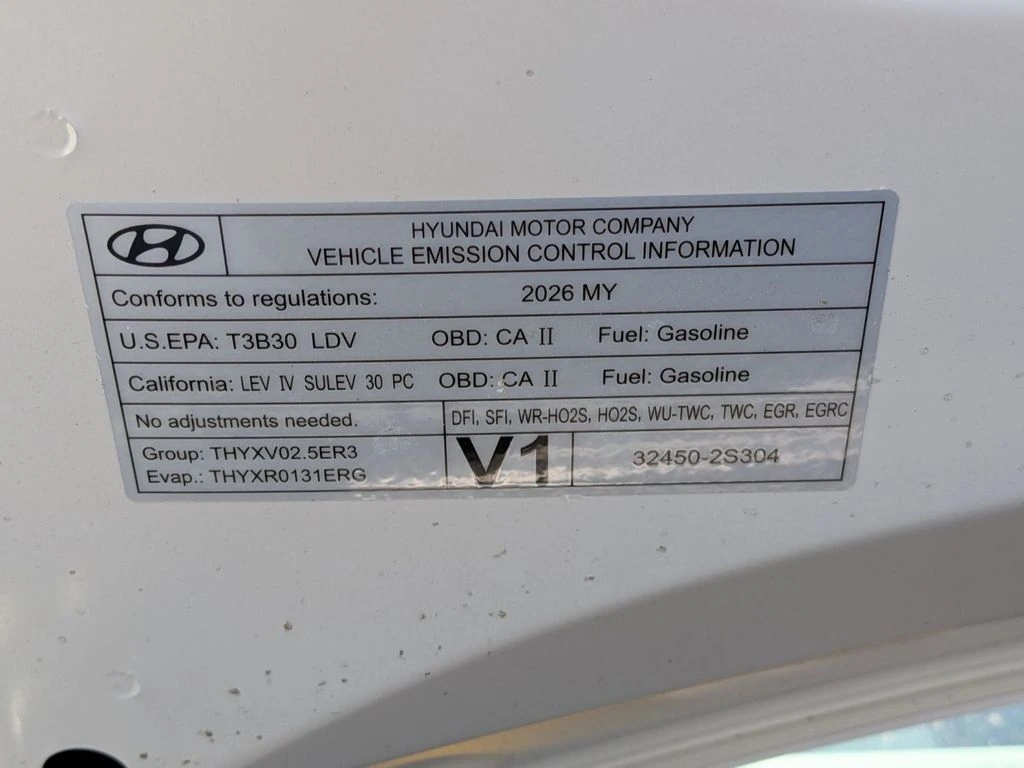 HYUNDAI MOTOR COMPANY
VEHICLE EMISSION CONTROL INFORMATION
Conforms to regulations: 2026 MY
U.S.EPA: T3B30 LDV OBD: CA II Fuel: Gasoline
California: LEV IV SULEV 30 PC OBD: CA II Fuel: Gasoline
No adjustments needed. DFI, SFI, WR-HO2S, HO2S, WU-TWC, TWC, EGR, EGRC
Group: THYXV02.5ER3
Evap.: THYXR0131ERG
V1
32450-2S304